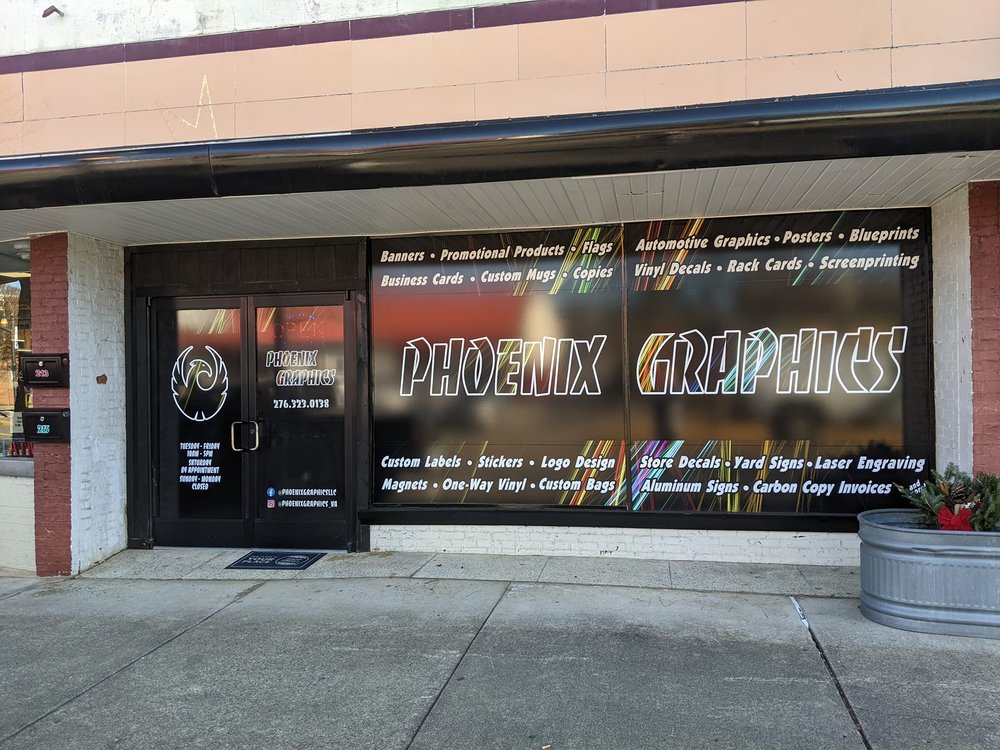 Banners • Promotional Products • Flags
Business Cards • Custom Mugs • Copies
Automotive Graphics • Posters • Blueprints
Vinyl Decals • Rack Cards • Screenprinting
PHOENIX GRAPHICS
Custom Labels • Stickers • Logo Design
Magnets • One-Way Vinyl • Custom Bags
Store Decals • Yard Signs • Laser Engraving
Aluminum Signs • Carbon Copy Invoices and
OPEN
PHOENIX
GRAPHICS
276.323.0138
TUESDAY - FRIDAY
10AM - 5PM
SATURDAY
BY APPOINTMENT
SUNDAY - MONDAY
CLOSED
@PHOENIXGRAPHICSLLC
@PHOENIXGRAPHICS_VA
213